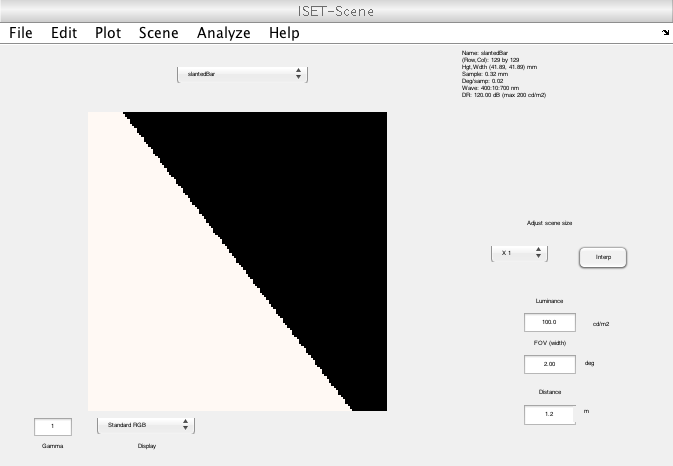 ISET-Scene
File Edit Plot Scene Analyze Help
slantedBar
Name: slantedBar
(Row,Col): 129 by 129
Hgt,Wdth (41.89, 41.89) mm
Sample: 0.32 mm
Deg/samp: 0.02
Wave: 400:10:700 nm
DR: 120.00 dB (max 200 cd/m2)
Adjust scene size
X 1 Interp
Luminance
100.0 cd/m2
FOV (width)
2.00 deg
Distance
1.2 m
1 Standard RGB
Gamma Display